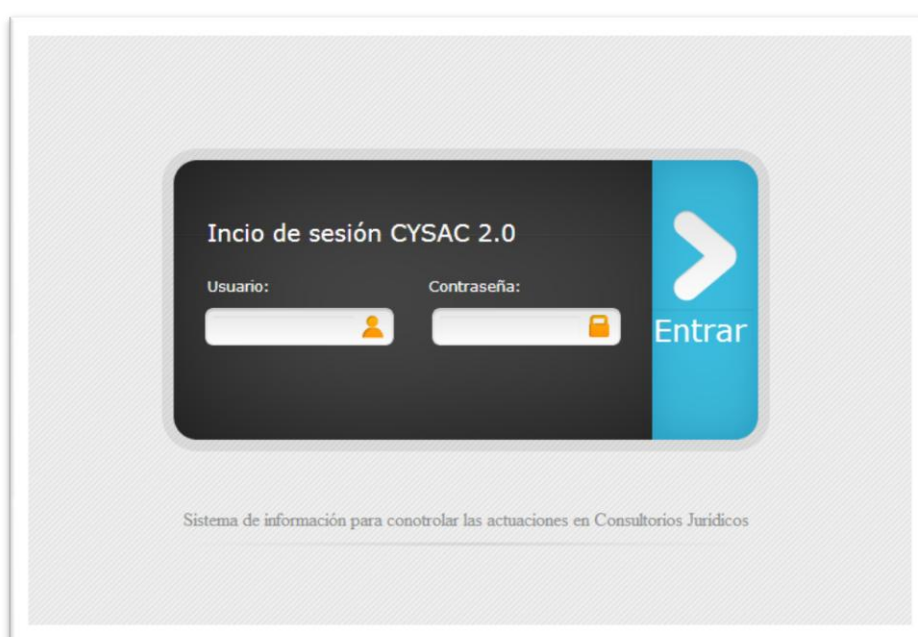 Incio de sesión CYSAC 2.0
Usuario:
Contraseña:
Entrar
Sistema de información para conotrolar las actuaciones en Consultorios Juridicos